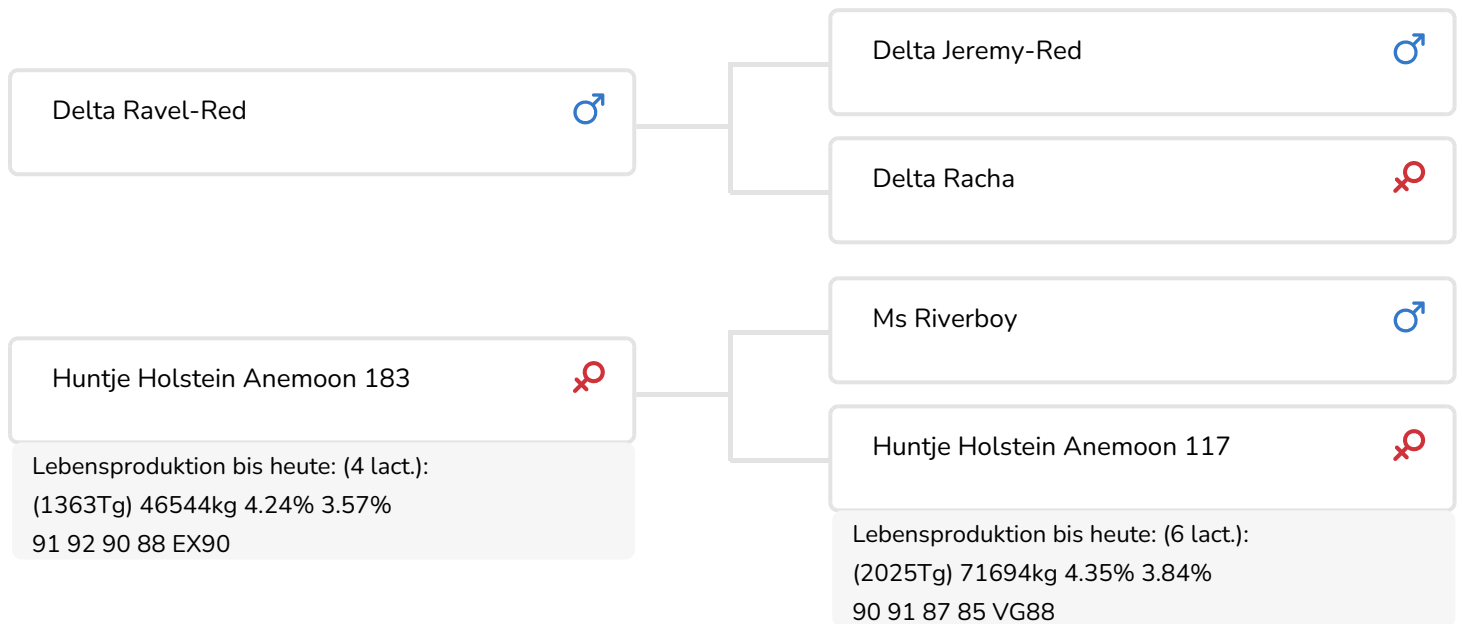 Delta Ravel-Red
Delta Jeremy-Red
Delta Racha
Huntje Holstein Anemoon 183
Lebensproduktion bis heute: (4 lact.):
(1363Tg) 46544kg 4.24% 3.57%
91 92 90 88 EX90
Ms Riverboy
Huntje Holstein Anemoon 117
Lebensproduktion bis heute: (6 lact.):
(2025Tg) 71694kg 4.35% 3.84%
90 91 87 85 VG88